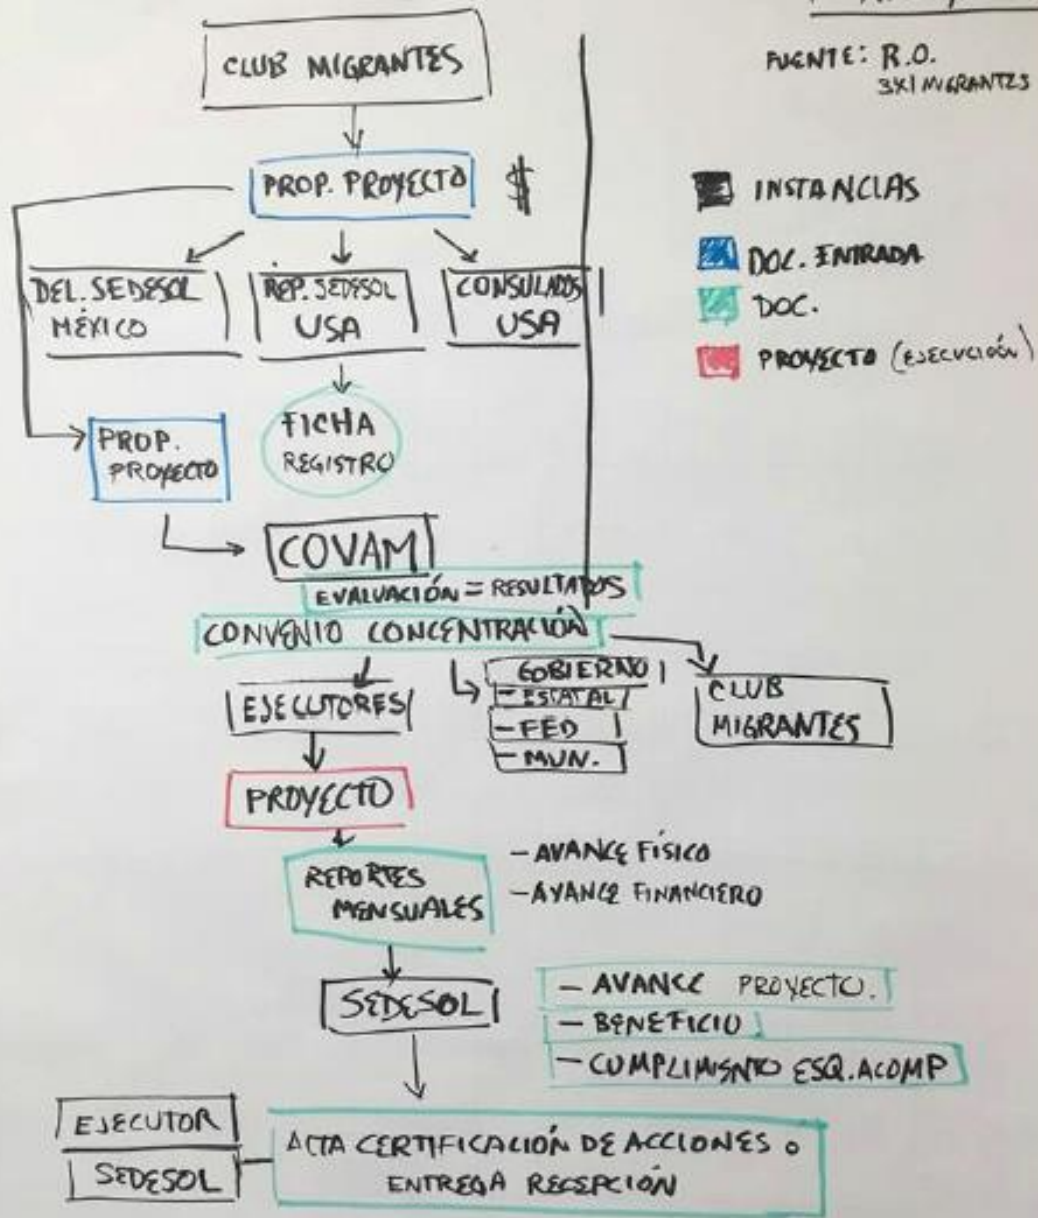 FUENTE: R.O.
3X1 MIGRANTES
INSTANCIAS
DOC. ENTRADA
DOC.
PROYECTO (EJECUCIÓN)
CLUB MIGRANTES
PROP. PROYECTO $
DEL. SEDESOL
MÉXICO
REP. SEDESOL
USA
CONSULADOS
USA
PROP.
PROYECTO
FICHA
REGISTRO
COVAM
EVALUACIÓN = RESULTADOS
CONVENIO CONCENTRACIÓN
EJECUTORES
GOBIERNO
- ESTATAL
- FED
- MUN.
CLUB
MIGRANTES
PROYECTO
REPORTES
MENSUALES
- AVANCE FÍSICO
- AVANCE FINANCIERO
SEDESOL
- AVANCE PROYECTO.
- BENEFICIO
- CUMPLIMIENTO ESQ. ACOMP
EJECUTOR
SEDESOL
ACTA CERTIFICACIÓN DE ACCIONES o
ENTREGA RECEPCIÓN